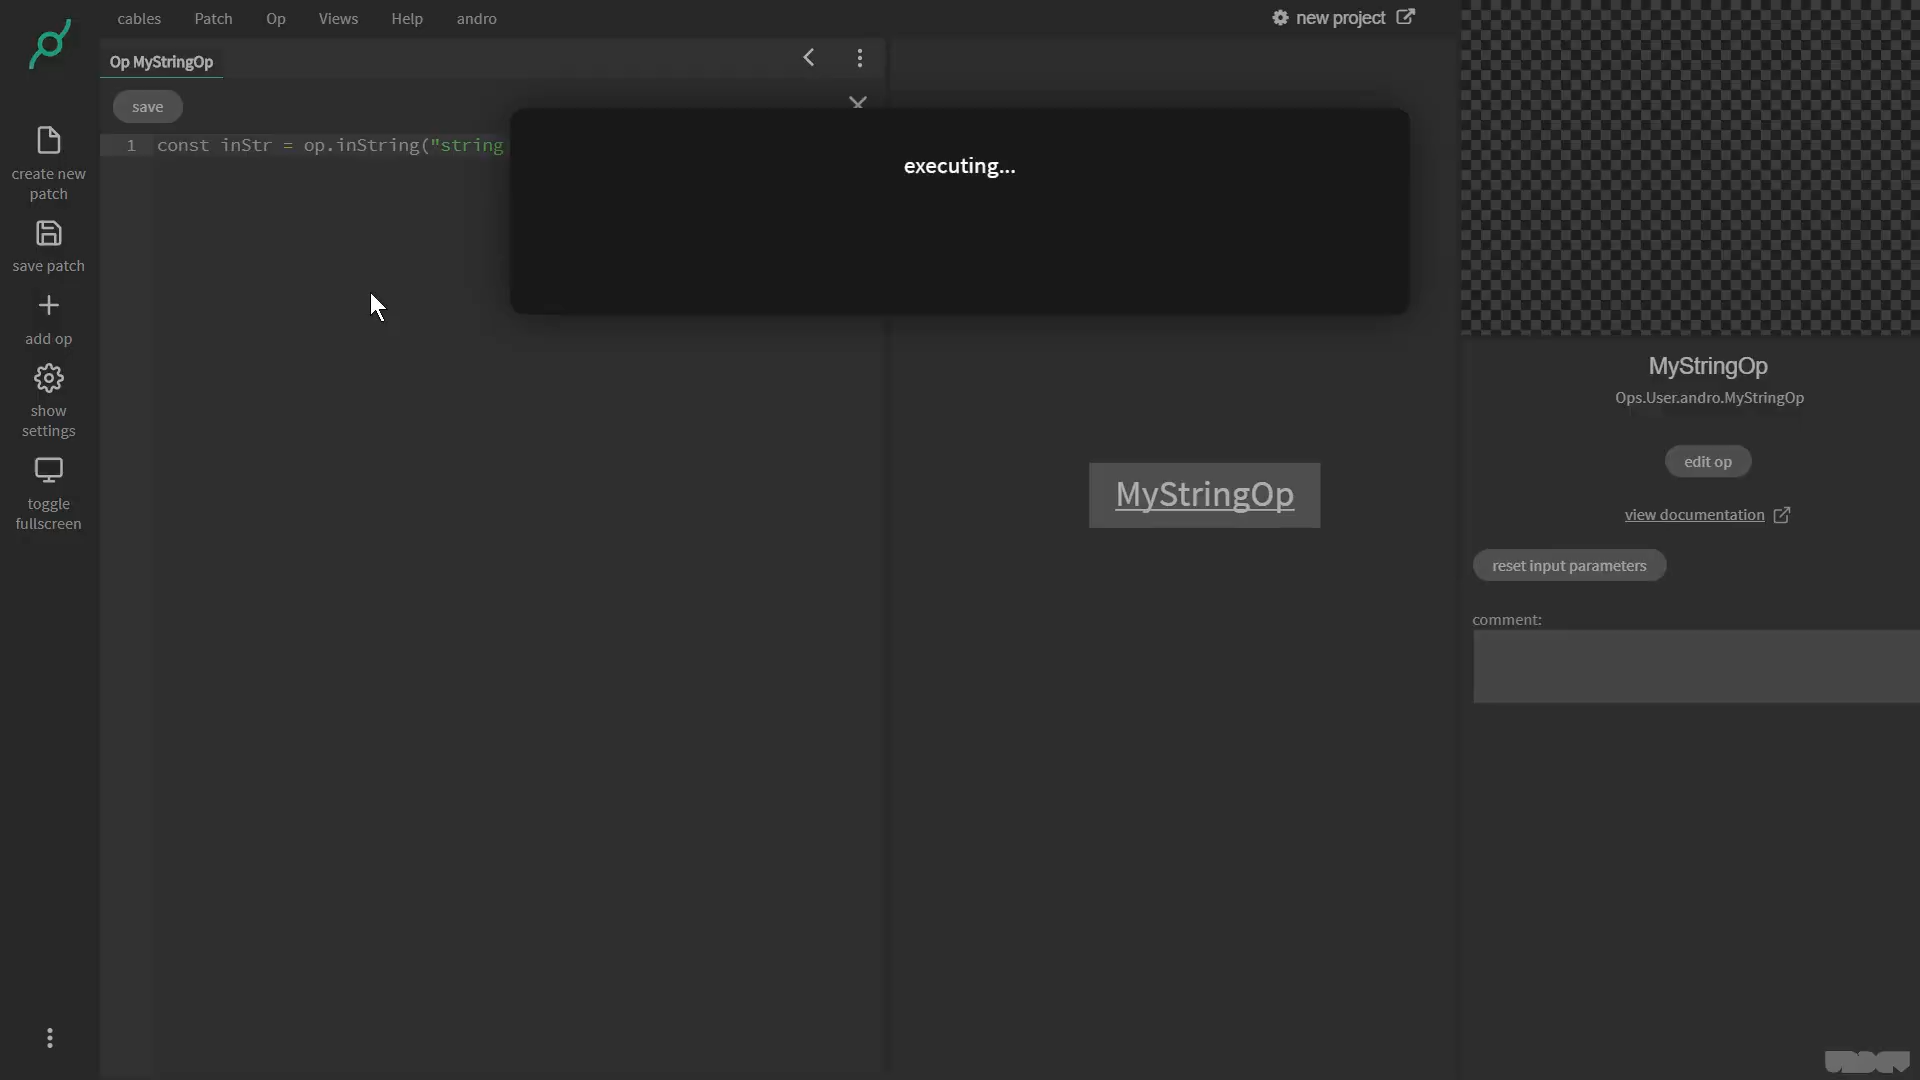 cables Patch Op Views Help andro
new project
Op MyStringOp
save
1 const inStr = op.inString("string
executing...
create new
patch
save patch
add op
show
settings
toggle
fullscreen
MyStringOp
MyStringOp
Ops.User.andro.MyStringOp
edit op
view documentation
reset input parameters
comment: